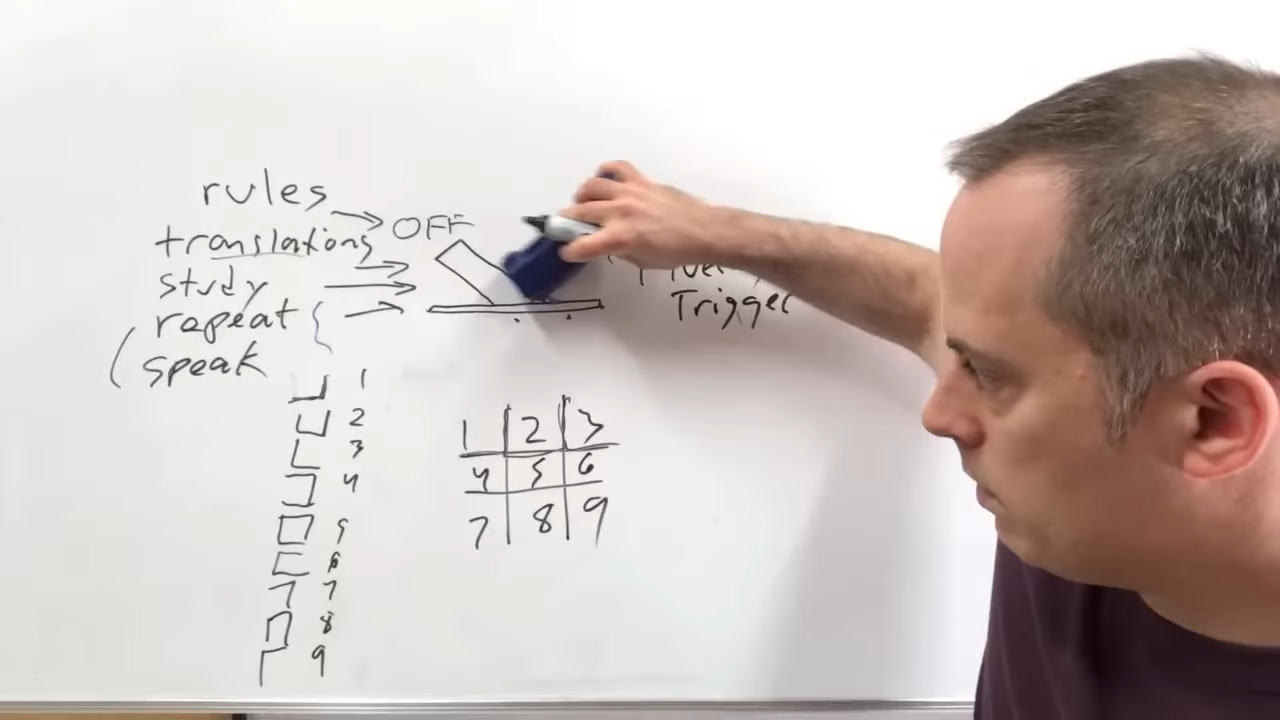 rules
translations
OFF
study
repeat
speak
Trigger
1
2
3
4
5
6
7
8
9
1 2 3
4 5 6
7 8 9